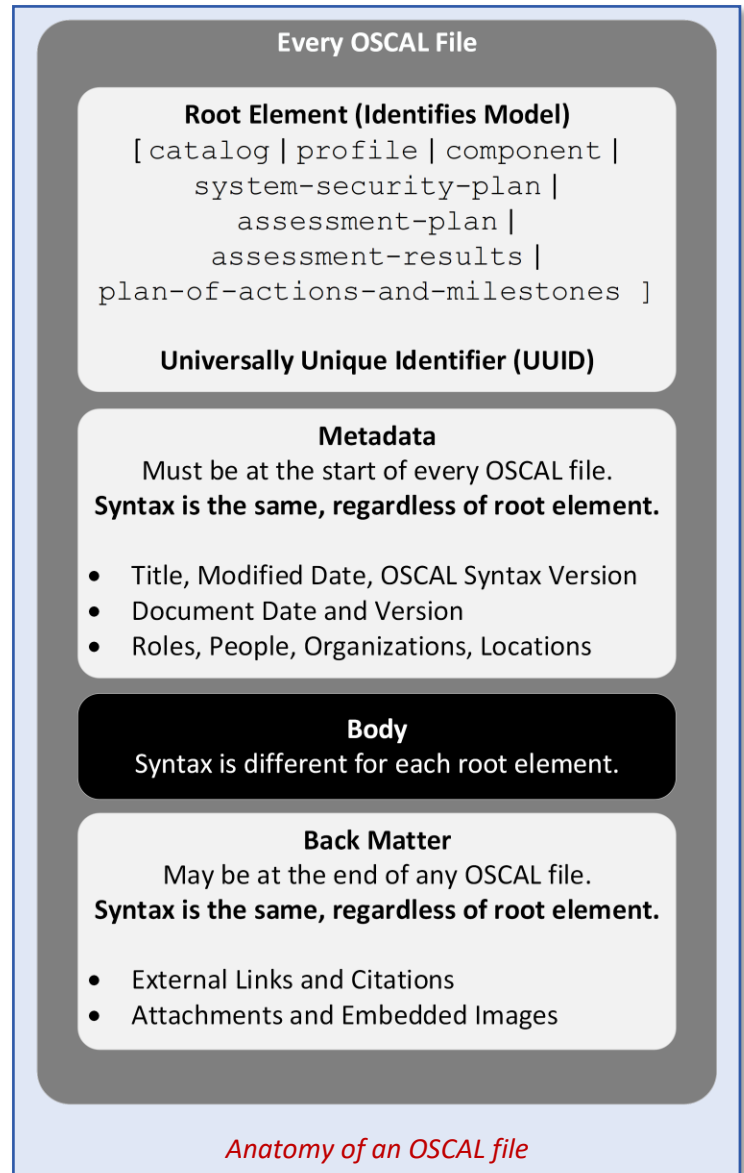 Every OSCAL File
Root Element (Identifies Model)
[catalog | profile | component |
system-security-plan |
assessment-plan |
assessment-results |
plan-of-actions-and-milestones ]
Universally Unique Identifier (UUID)
Metadata
Must be at the start of every OSCAL file.
Syntax is the same, regardless of root element.
• Title, Modified Date, OSCAL Syntax Version
• Document Date and Version
• Roles, People, Organizations, Locations
Body
Syntax is different for each root element.
Back Matter
May be at the end of any OSCAL file.
Syntax is the same, regardless of root element.
• External Links and Citations
• Attachments and Embedded Images
Anatomy of an OSCAL file